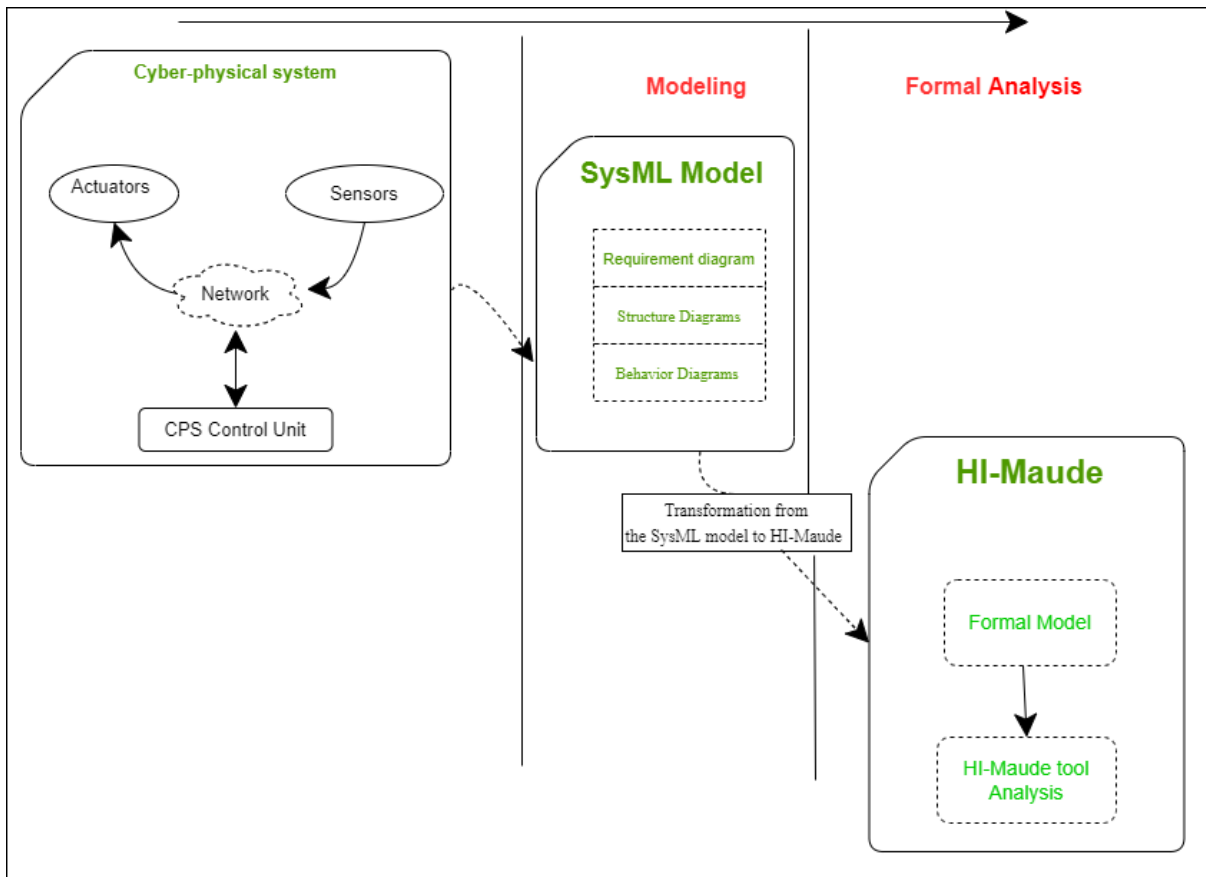 Cyber-physical system
Actuators
Sensors
Network
CPS Control Unit
Modeling
SysML Model
Requirement diagram
Structure Diagrams
Behavior Diagrams
Transformation from
the SysML model to HI-Maude
Formal Analysis
HI-Maude
Formal Model
HI-Maude tool
Analysis